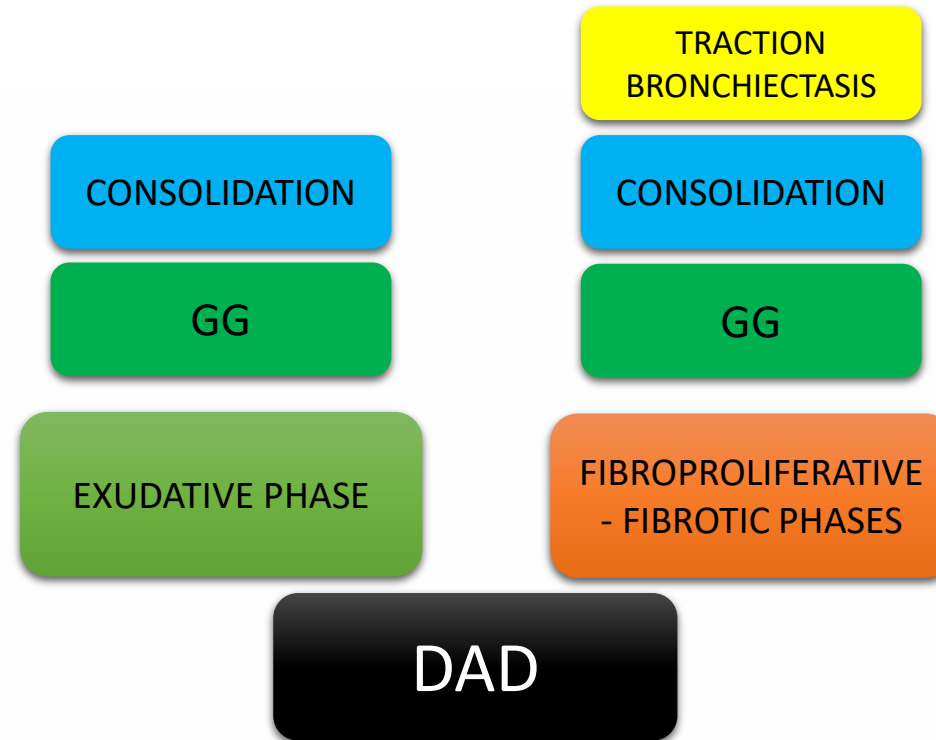 TRACTION
BRONCHIECTASIS
CONSOLIDATION
CONSOLIDATION
GG
GG
EXUDATIVE PHASE
FIBROPROLIFERATIVE
- FIBROTIC PHASES
DAD